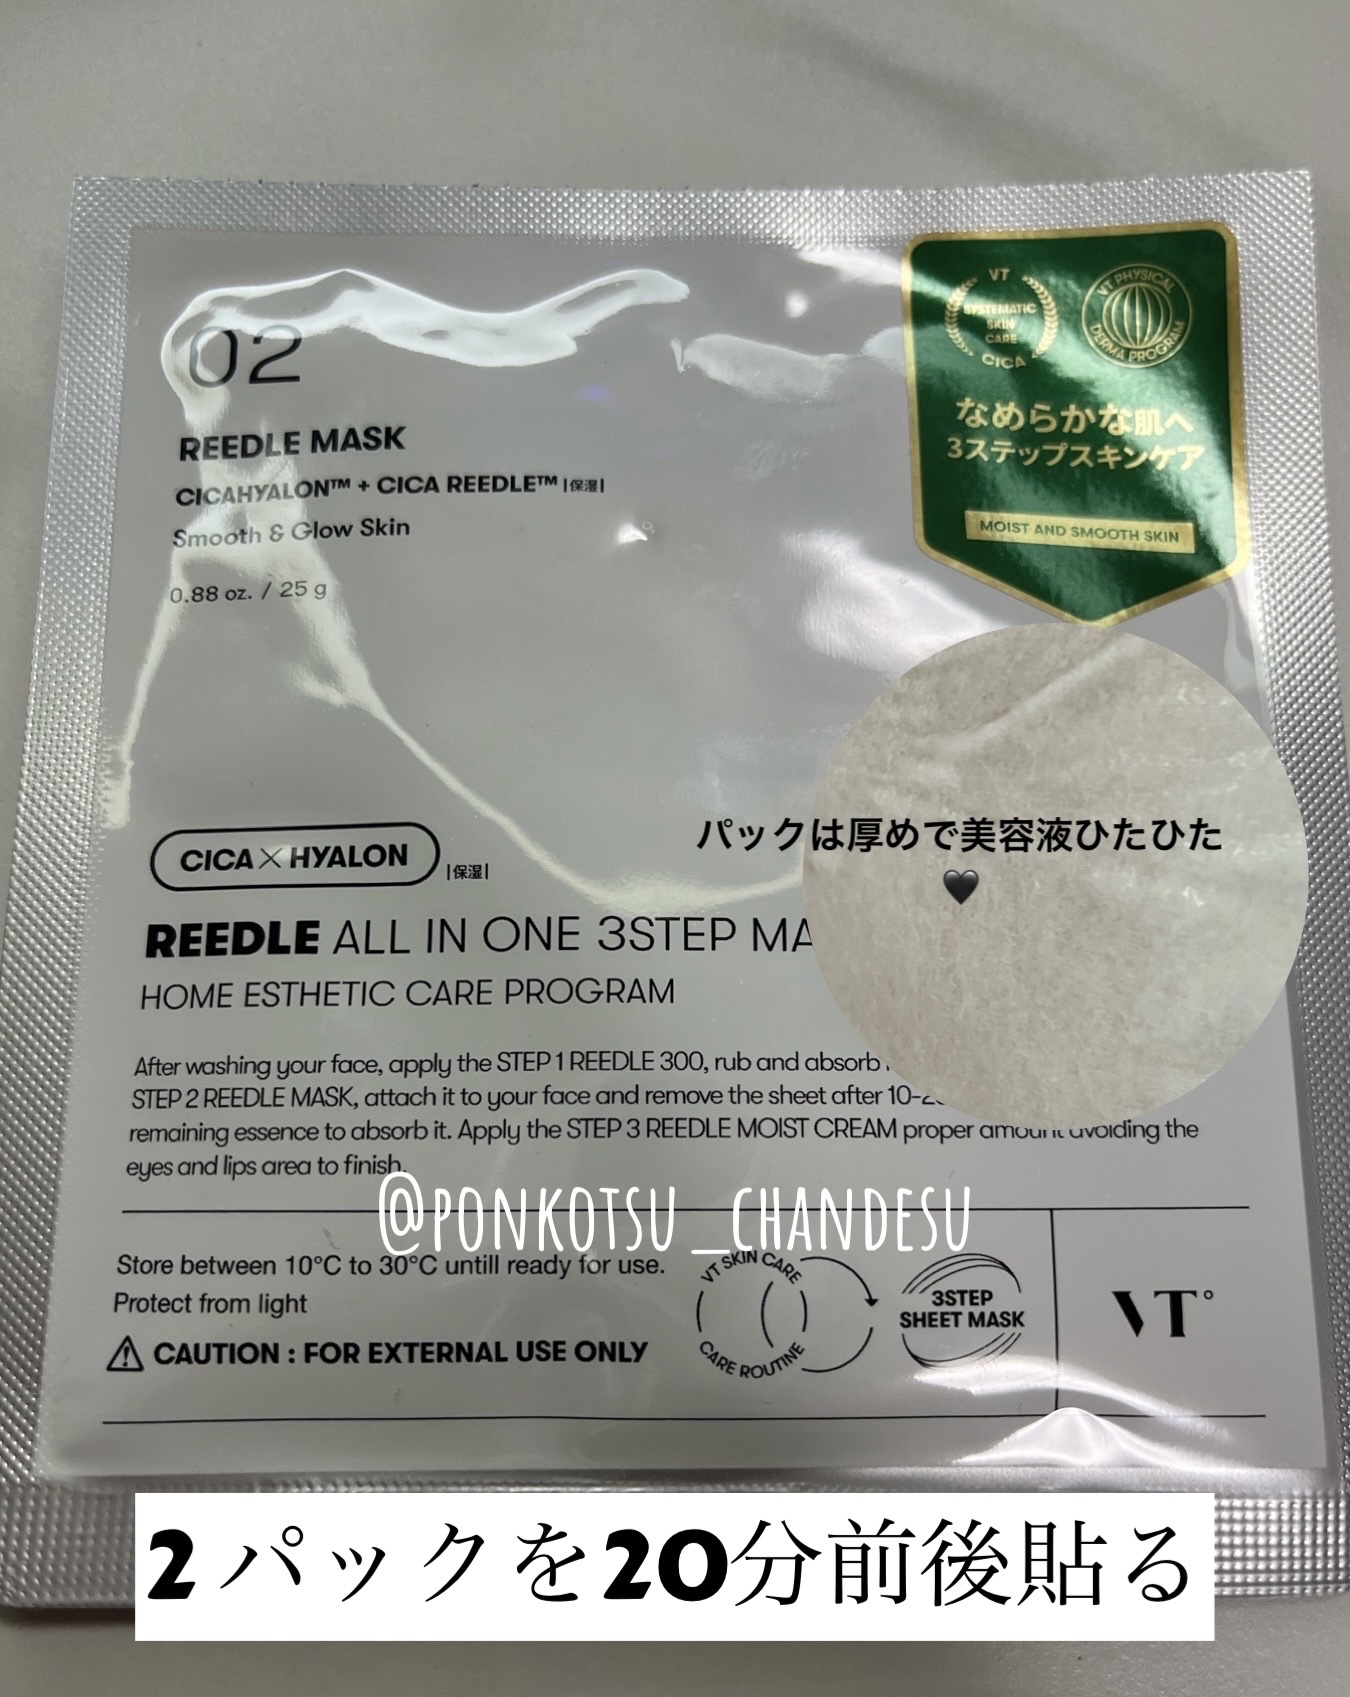 02
REEDLE MASK
CICAHYALON™ + CICA REEDLE™ |保湿|
Smooth & Glow Skin
0.88 oz. / 25 g
VT
SYSTEMATIC
SKIN
CARE
CICA
VT PHYSICAL
DERMA PROGRAM
なめらかな肌へ
3ステップスキンケア
MOIST AND SMOOTH SKIN
パックは厚めで美容液ひたひた
🖤
CICA×HYALON |保湿|
REEDLE ALL IN ONE 3STEP
HOME ESTHETIC CARE PROGRAM
After washing your face, apply the STEP 1 REEDLE 300, rub and absorb
STEP 2 REEDLE MASK, attach it to your face and remove the sheet after
remaining essence to absorb it. Apply the STEP 3 REEDLE MOIST CREAM proper amount avoiding the
eyes and lips area to finish.
@PONKOTSU_CHANDESU
Store between 10°C to 30°C untill ready for use.
Protect from light
⚠ CAUTION : FOR EXTERNAL USE ONLY
VT SKIN CARE
CARE ROUTINE
3STEP
SHEET MASK
VT°
2 パックを20分前後貼る